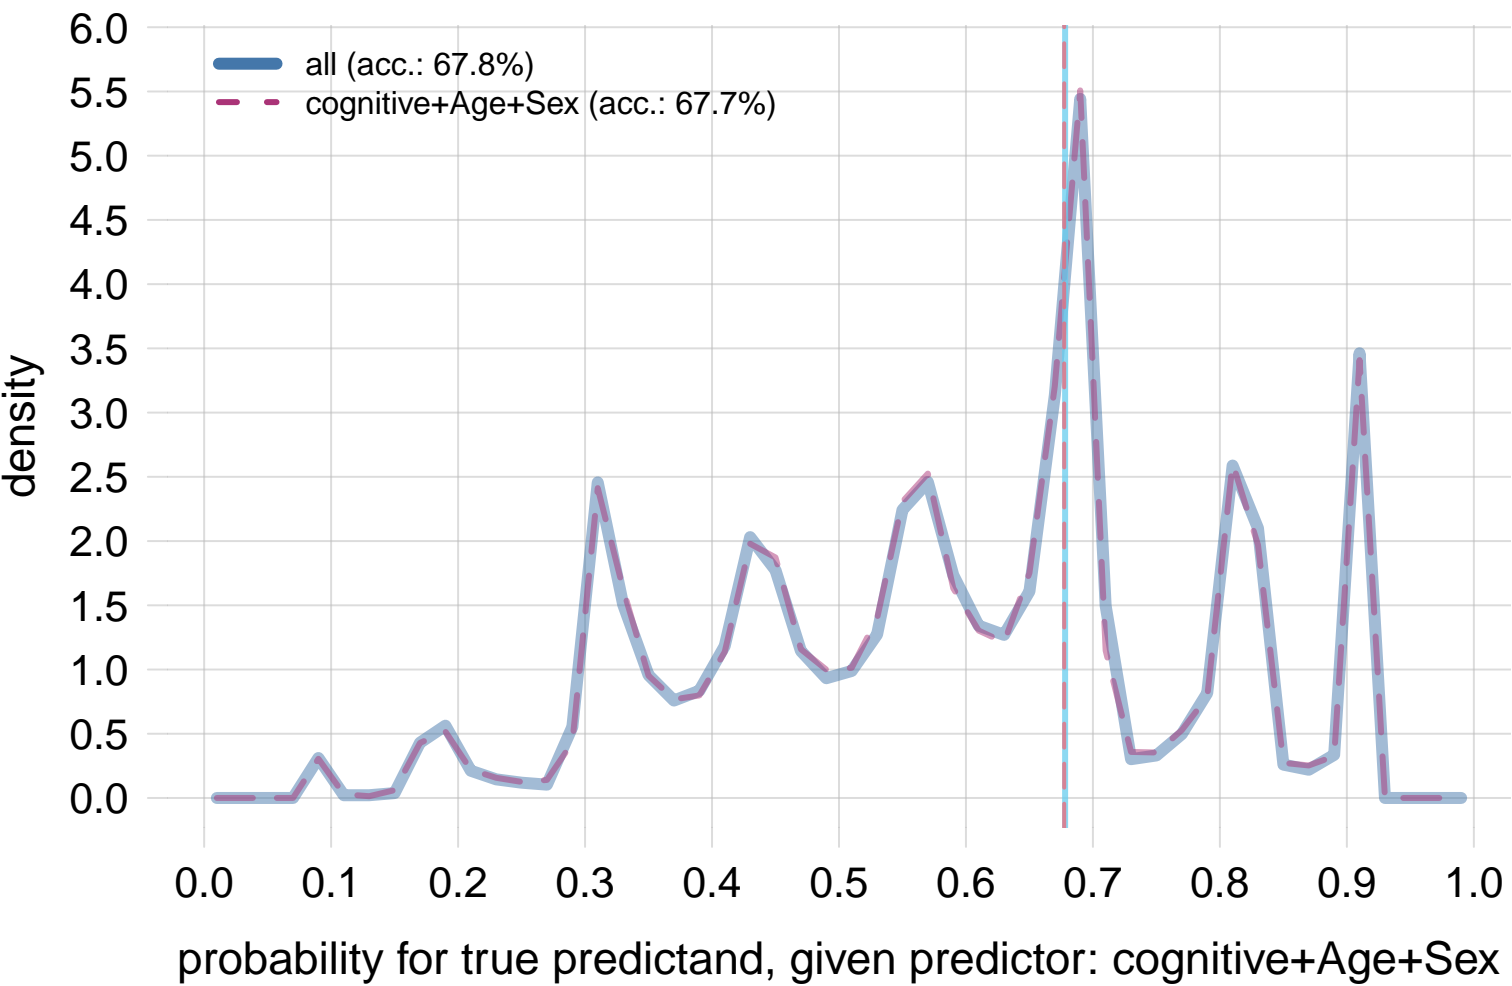 6.0
5.5
5.0
4.5
4.0
3.5
3.0
2.5
2.0
1.5
1.0
0.5
0.0
density
all (acc.: 67.8%)
cognitive+Age+Sex (acc.: 67.7%)
0.0 0.1 0.2 0.3 0.4 0.5 0.6 0.7 0.8 0.9 1.0
probability for true predictand, given predictor: cognitive+Age+Sex